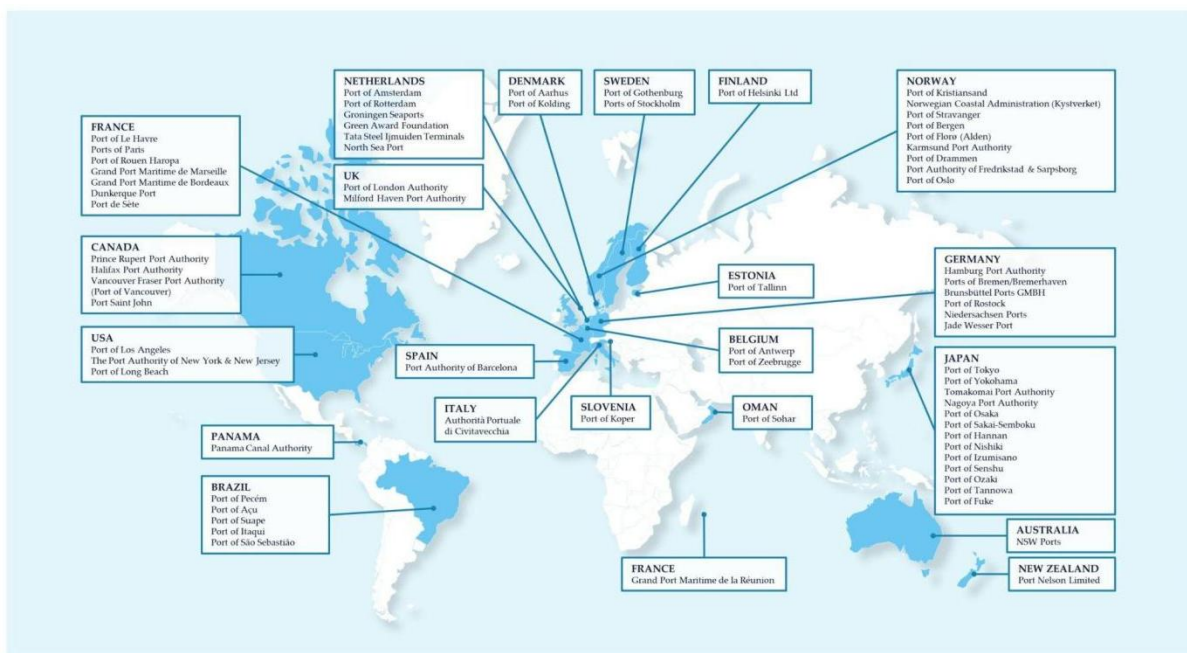 NETHERLANDS
Port of Amsterdam
Port of Rotterdam
Groningen Seaports
Green Award Foundation
Tata Steel Ijmuiden Terminals
North Sea Port
DENMARK
Port of Aarhus
Port of Kolding
SWEDEN
Port of Gothenburg
Ports of Stockholm
FINLAND
Port of Helsinki Ltd
NORWAY
Port of Kristiansand
Norwegian Coastal Administration (Kystverket)
Port of Stravanger
Port of Bergen
Port of Florø (Alden)
Karmsund Port Authority
Port of Drammen
Port Authority of Fredrikstad & Sarpsborg
Port of Oslo
FRANCE
Port of Le Havre
Ports of Paris
Port of Rouen Haropa
Grand Port Maritime de Marseille
Grand Port Maritime de Bordeaux
Dunkerque Port
Port de Sète
UK
Port of London Authority
Milford Haven Port Authority
CANADA
Prince Rupert Port Authority
Halifax Port Authority
Vancouver Fraser Port Authority
(Port of Vancouver)
Port Saint John
ESTONIA
Port of Tallinn
GERMANY
Hamburg Port Authority
Ports of Bremen/Bremerhaven
Brunsbüttel Ports GMBH
Port of Rostock
Niedersachsen Ports
Jade Wesser Port
USA
Port of Los Angeles
The Port Authority of New York & New Jersey
Port of Long Beach
SPAIN
Port Authority of Barcelona
BELGIUM
Port of Antwerp
Port of Zeebrugge
JAPAN
Port of Tokyo
Port of Yokohama
Tomakomai Port Authority
Nagoya Port Authority
Port of Osaka
Port of Sakai-Semboku
Port of Hannan
Port of Nishiki
Port of Izumisano
Port of Senshu
Port of Ozaki
Port of Tannowa
Port of Fuke
ITALY
Authorità Portuale
di Civitavecchia
SLOVENIA
Port of Koper
OMAN
Port of Sohar
PANAMA
Panama Canal Authority
BRAZIL
Port of Pecém
Port of Açu
Port of Suape
Port of Itaqui
Port of São Sebastião
FRANCE
Grand Port Maritime de la Réunion
AUSTRALIA
NSW Ports
NEW ZEALAND
Port Nelson Limited